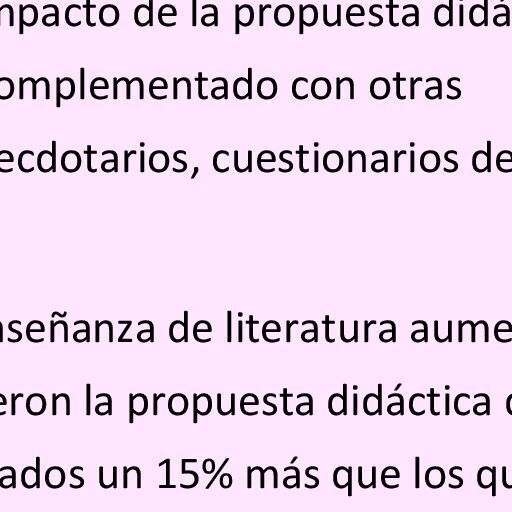 mpacto de la propuesta didá
omplementado con otras
ecdotarios, cuestionarios de
nseñanza de literatura aume
eron la propuesta didáctica
ados un 15% más que los qu